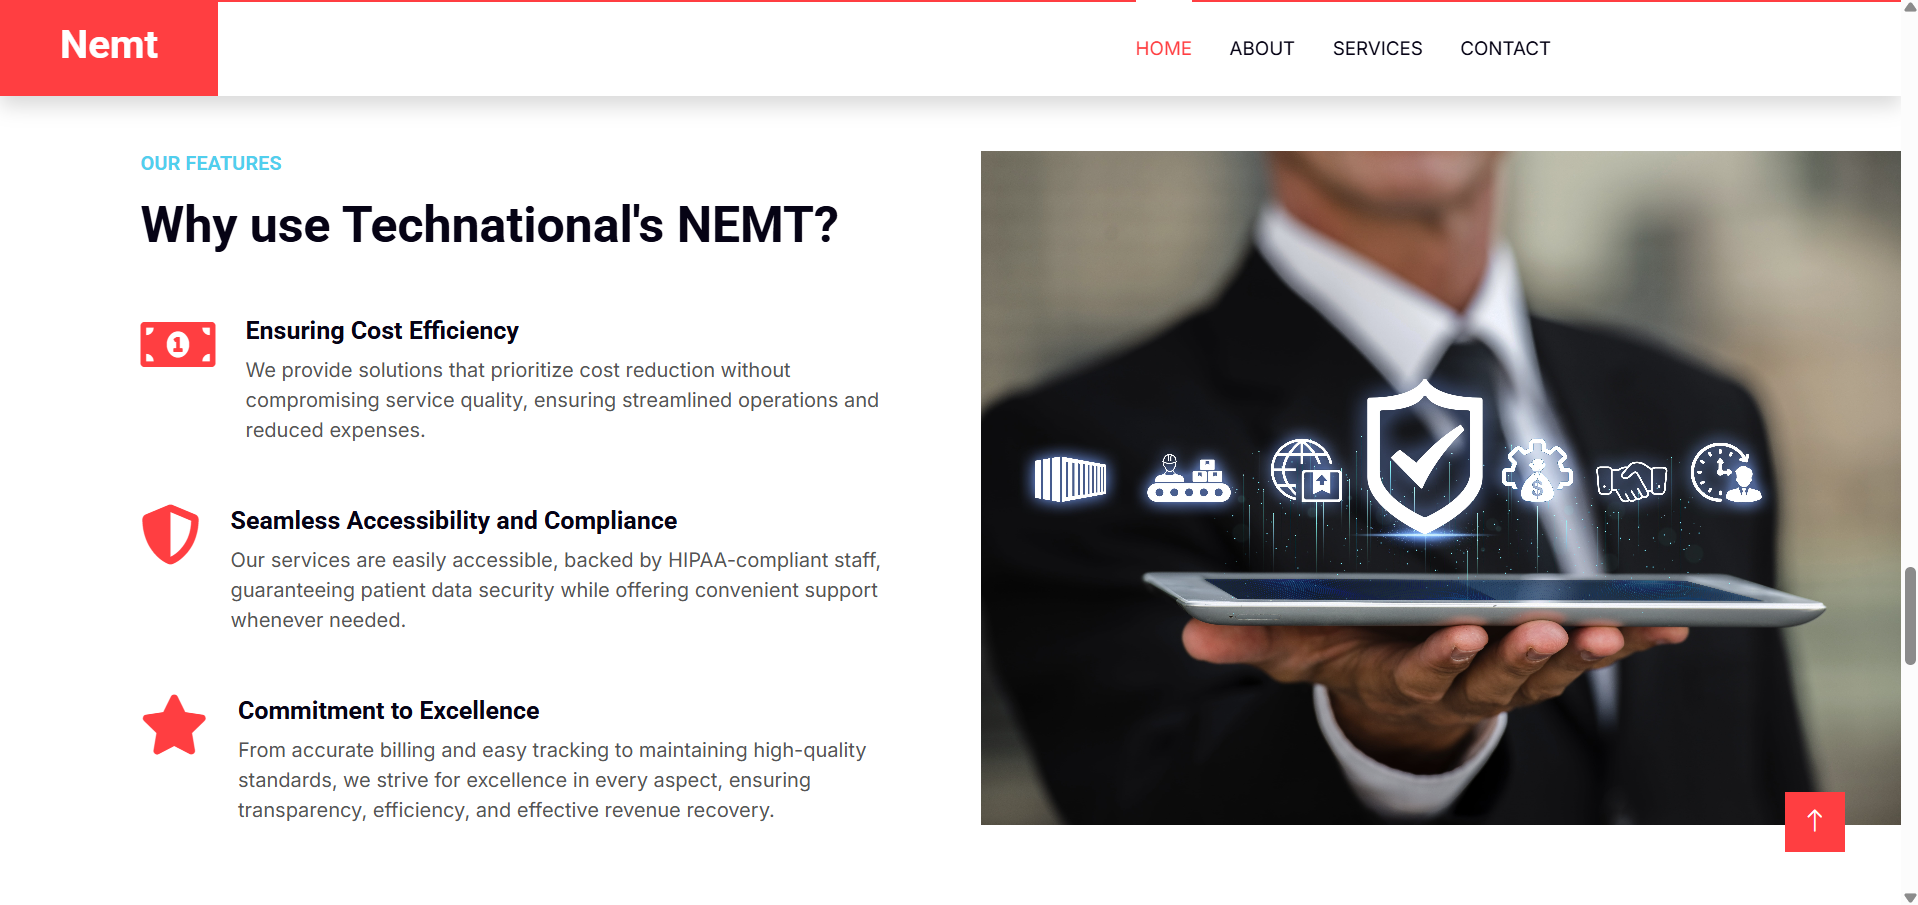 Nemt
HOME
ABOUT
SERVICES
CONTACT
OUR FEATURES
Why use Technational's NEMT?
1
Ensuring Cost Efficiency
We provide solutions that prioritize cost reduction without
compromising service quality, ensuring streamlined operations and
reduced expenses.
Seamless Accessibility and Compliance
Our services are easily accessible, backed by HIPAA-compliant staff,
guaranteeing patient data security while offering convenient support
whenever needed.
Commitment to Excellence
From accurate billing and easy tracking to maintaining high-quality
standards, we strive for excellence in every aspect, ensuring
transparency, efficiency, and effective revenue recovery.
$